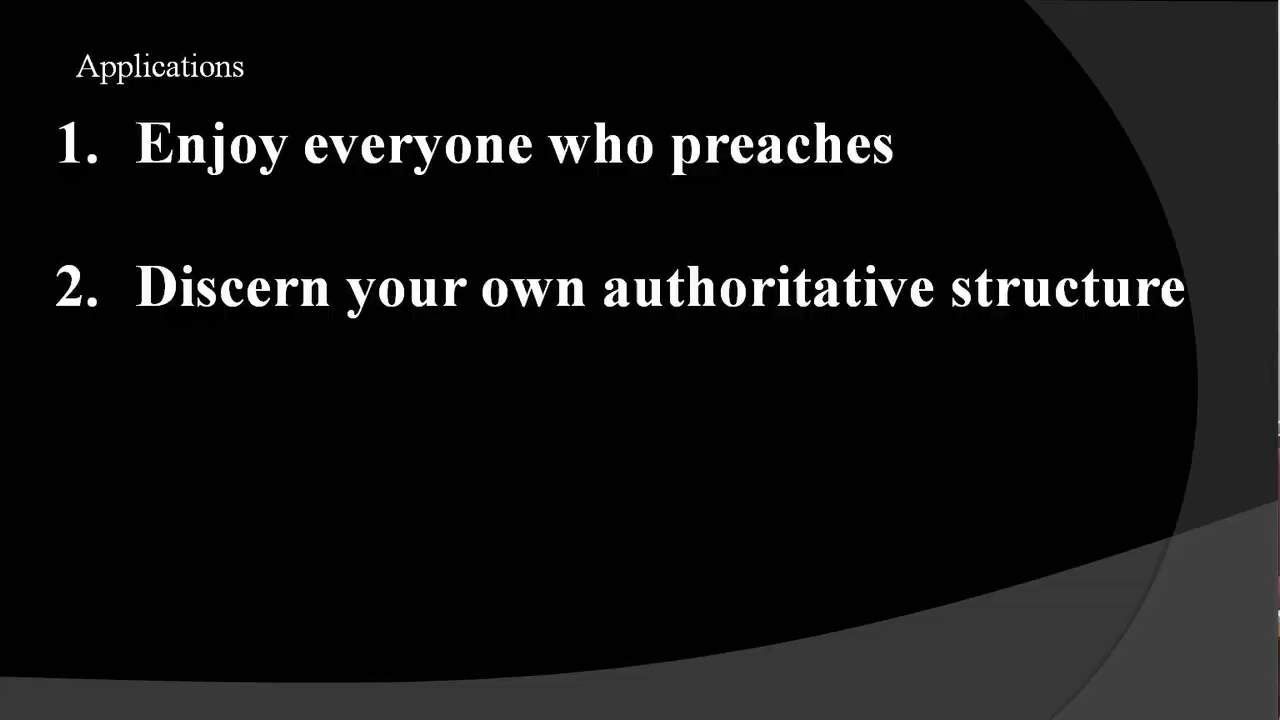 Applications
1. Enjoy everyone who preaches
2. Discern your own authoritative structure